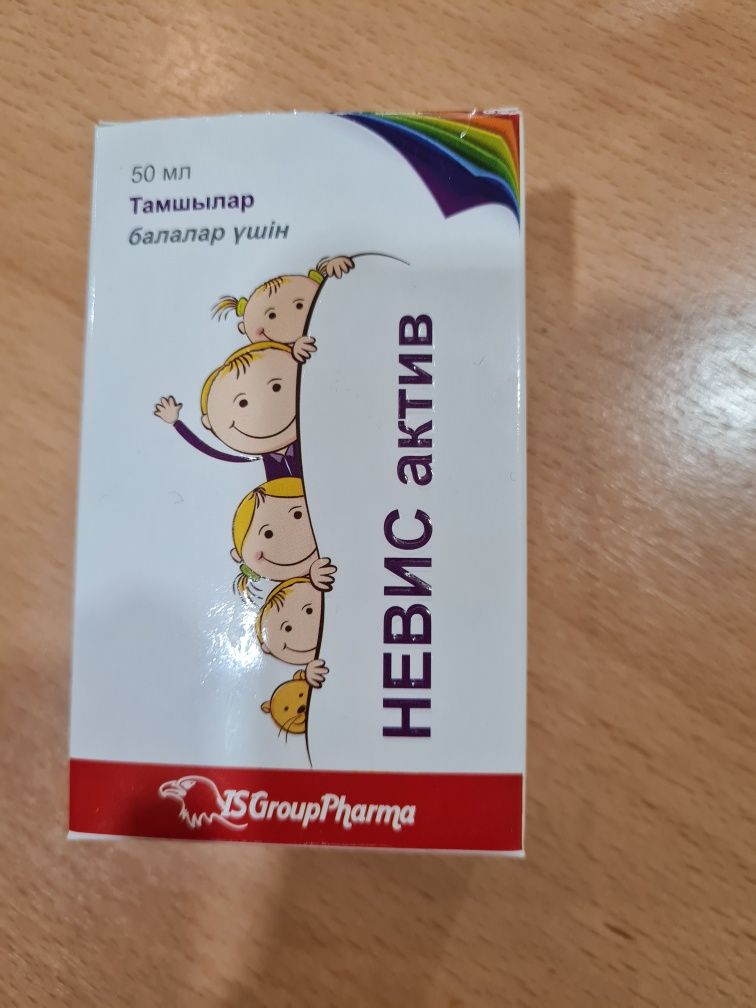 50 мл
Тамшылар
балалар үшін
НЕВИС актив
ISGroupPharma